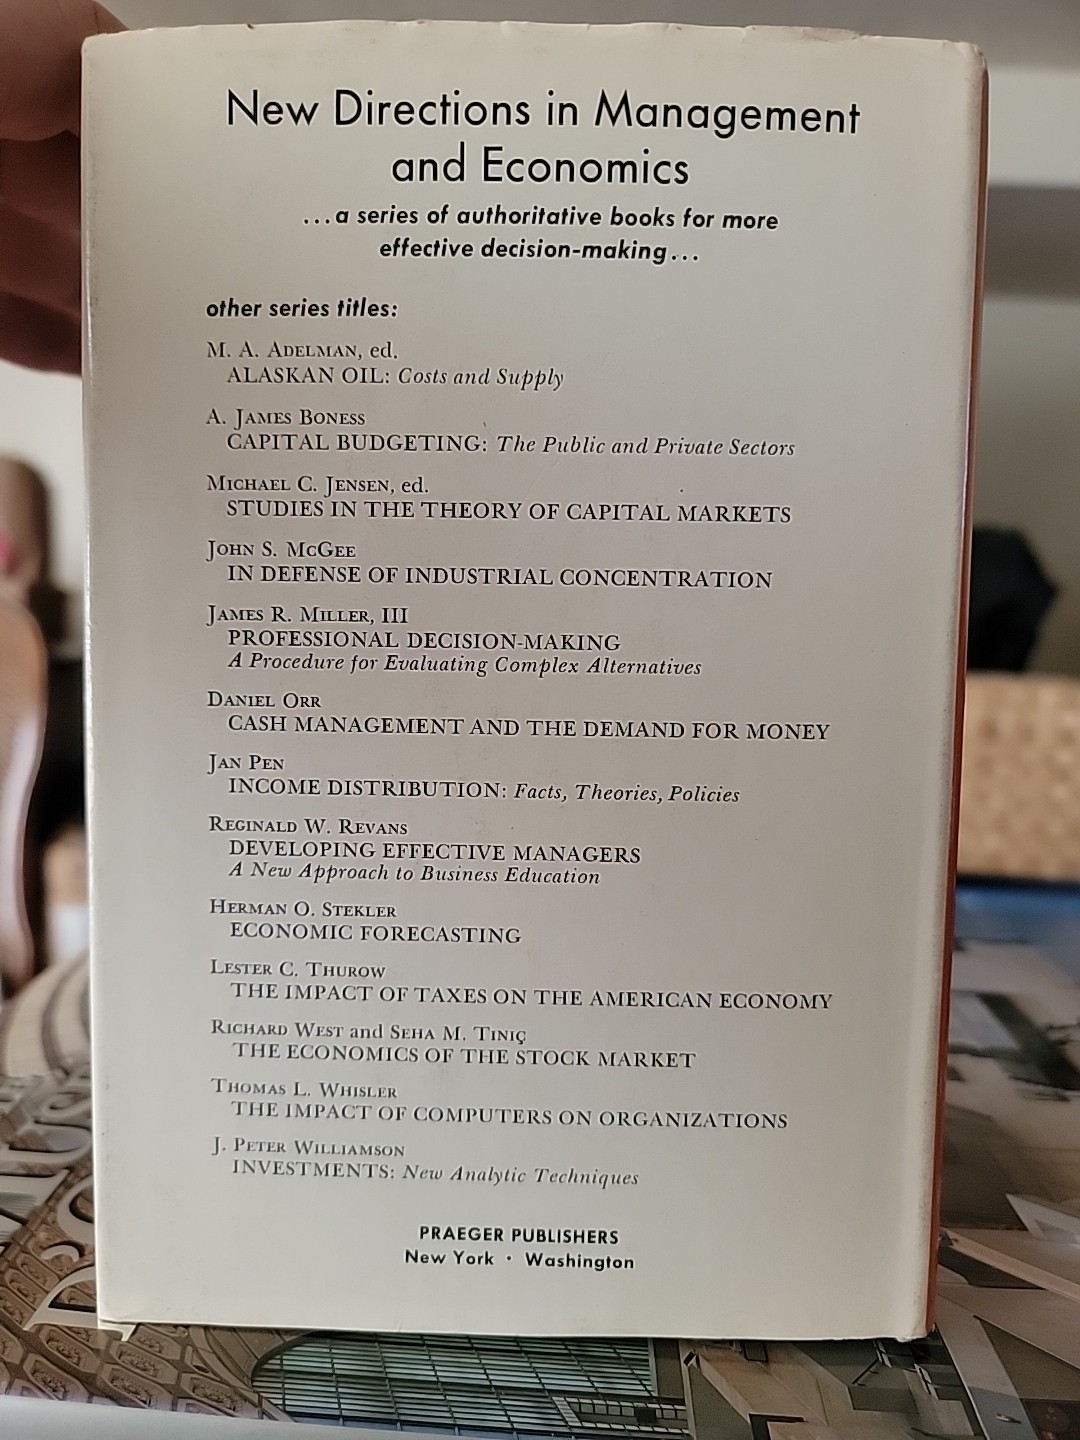 New Directions in Management
and Economics
...a series of authoritative books for more
effective decision-making...
other series titles:
M. A. ADELMAN, ed.
ALASKAN OIL: Costs and Supply
A. JAMES BONESS
CAPITAL BUDGETING: The Public and Private Sectors
MICHAEL C. JENSEN, ed.
STUDIES IN THE THEORY OF CAPITAL MARKETS
JOHN S. MCGEE
IN DEFENSE OF INDUSTRIAL CONCENTRATION
JAMES R. MILLER, III
PROFESSIONAL DECISION-MAKING
A Procedure for Evaluating Complex Alternatives
DANIEL ORR
CASH MANAGEMENT AND THE DEMAND FOR MONEY
JAN PEN
INCOME DISTRIBUTION: Facts, Theories, Policies
REGINALD W. REVANS
DEVELOPING EFFECTIVE MANAGERS
A New Approach to Business Education
HERMAN O. STEKLER
ECONOMIC FORECASTING
LESTER C. THUROW
THE IMPACT OF TAXES ON THE AMERICAN ECONOMY
RICHARD WEST and SEHA M. TINIÇ
THE ECONOMICS OF THE STOCK MARKET
THOMAS L. WHISLER
THE IMPACT OF COMPUTERS ON ORGANIZATIONS
J. PETER WILLIAMSON
INVESTMENTS: New Analytic Techniques
PRAEGER PUBLISHERS
New York · Washington